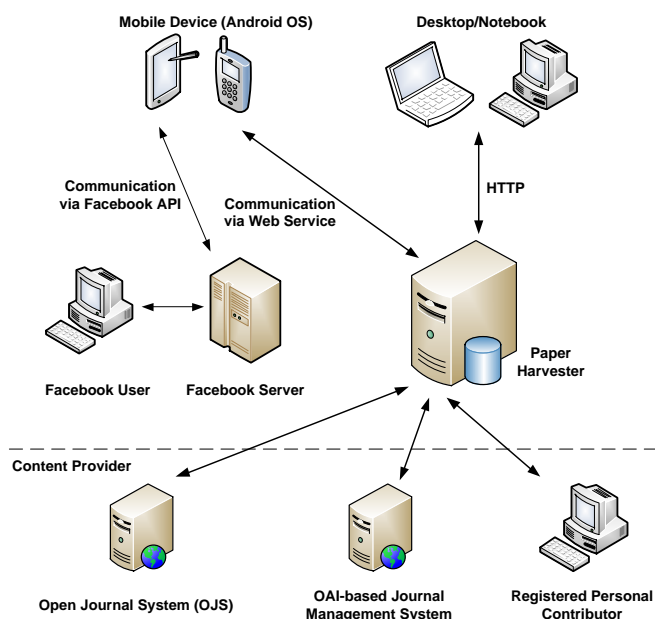 Mobile Device (Android OS)
Desktop/Notebook
Communication
via Facebook API
Communication
via Web Service
HTTP
Paper
Harvester
Facebook User
Facebook Server
Content Provider
Open Journal System (OJS)
OAI-based Journal
Management System
Registered Personal
Contributor